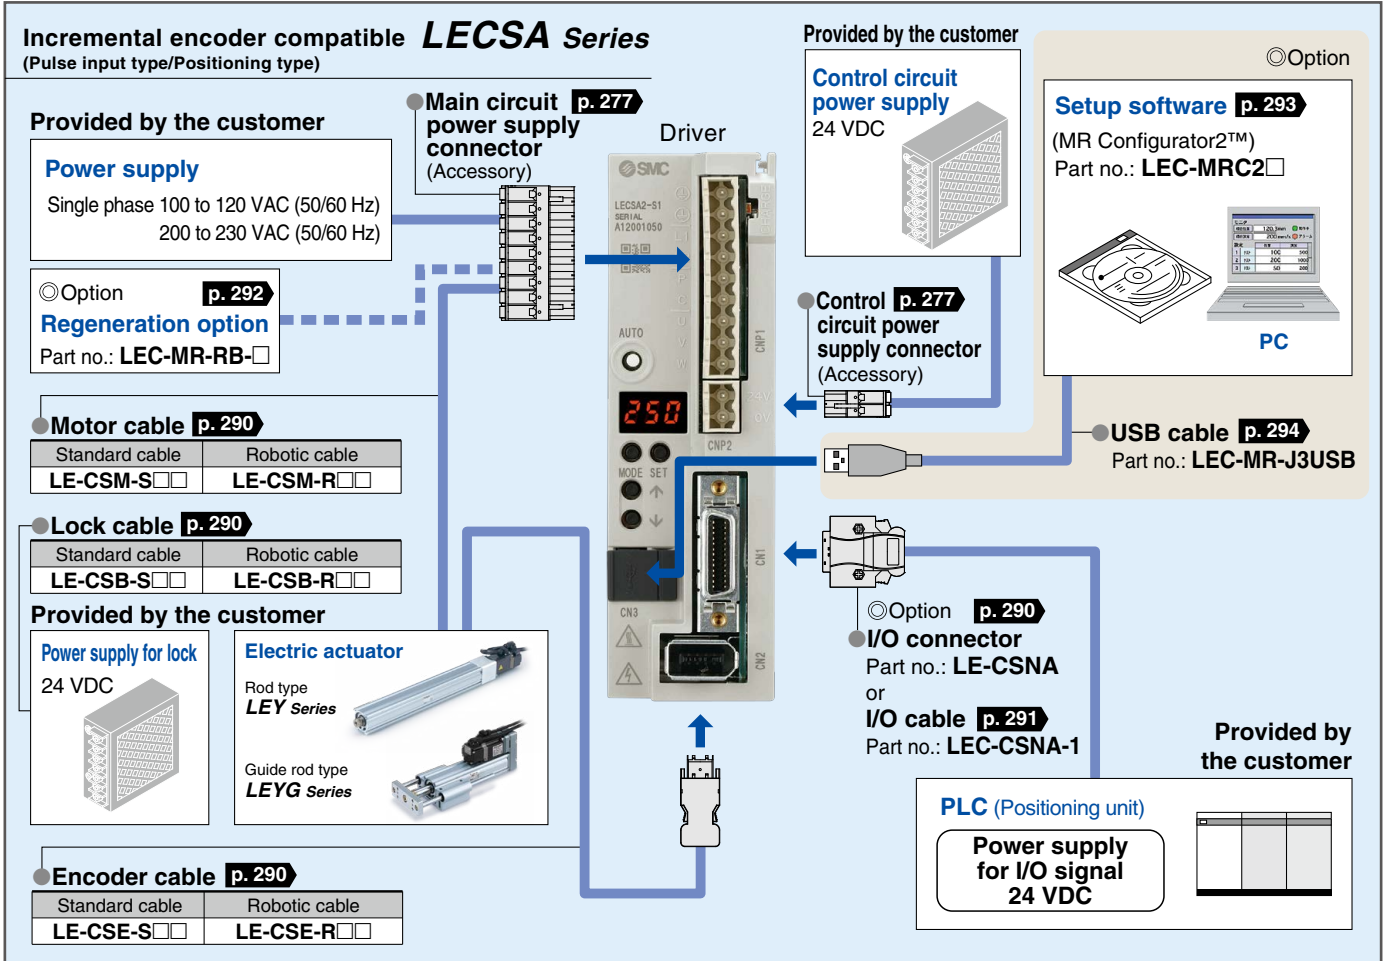 Incremental encoder compatible LECSA Series
(Pulse input type/Positioning type)
Provided by the customer
Power supply
Single phase 100 to 120 VAC (50/60 Hz)
200 to 230 VAC (50/60 Hz)
◎Option p. 292
Regeneration option
Part no.: LEC-MR-RB-□
Main circuit p. 277
power supply
connector
(Accessory)
Driver
SMC
LECSA2-S1
SERIAL
A12001050
AUTO
250
MODE SET
CNP1
24V
0V
CNP2
CN1
CN3
CN2
C
U
V
W
Provided by the customer
Control circuit
power supply
24 VDC
Control p. 277
circuit power
supply connector
(Accessory)
◎Option
Setup software p. 293
(MR Configurator2™)
Part no.: LEC-MRC2□
PC
USB cable p. 294
Part no.: LEC-MR-J3USB
Motor cable p. 290
Standard cable Robotic cable
LE-CSM-S□□ LE-CSM-R□□
Lock cable p. 290
Standard cable Robotic cable
LE-CSB-S□□ LE-CSB-R□□
Provided by the customer
Power supply for lock
24 VDC
Electric actuator
Rod type
LEY Series
Guide rod type
LEYG Series
Encoder cable p. 290
Standard cable Robotic cable
LE-CSE-S□□ LE-CSE-R□□
◎Option p. 290
I/O connector
Part no.: LE-CSNA
or
I/O cable p. 291
Part no.: LEC-CSNA-1
Provided by
the customer
PLC (Positioning unit)
Power supply
for I/O signal
24 VDC